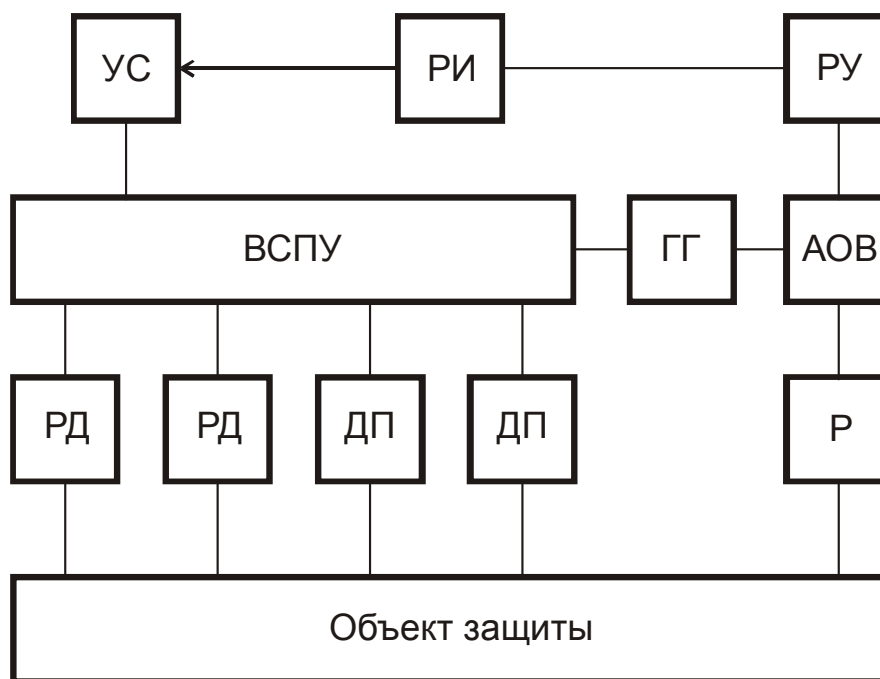 УС
РИ
РУ
ВСПУ
ГГ
АОВ
РД
РД
ДП
ДП
Р
Объект защиты